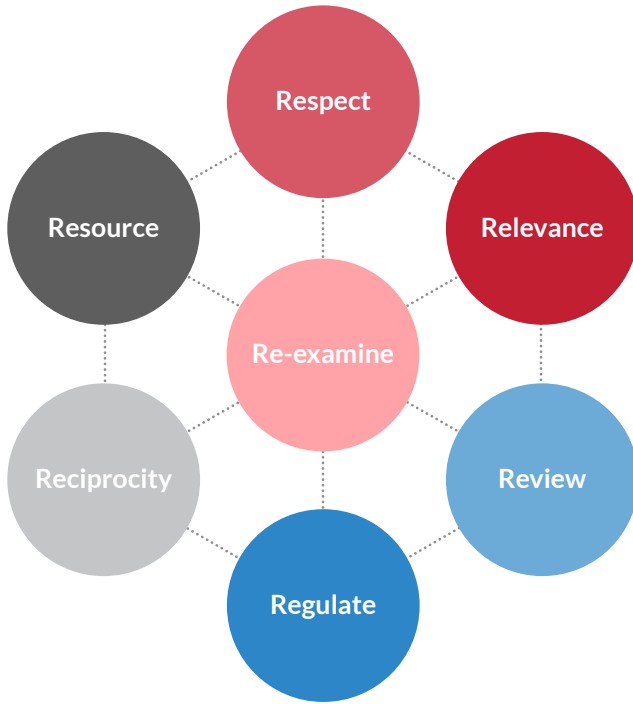 Respect
Resource
Relevance
Re-examine
Reciprocity
Review
Regulate